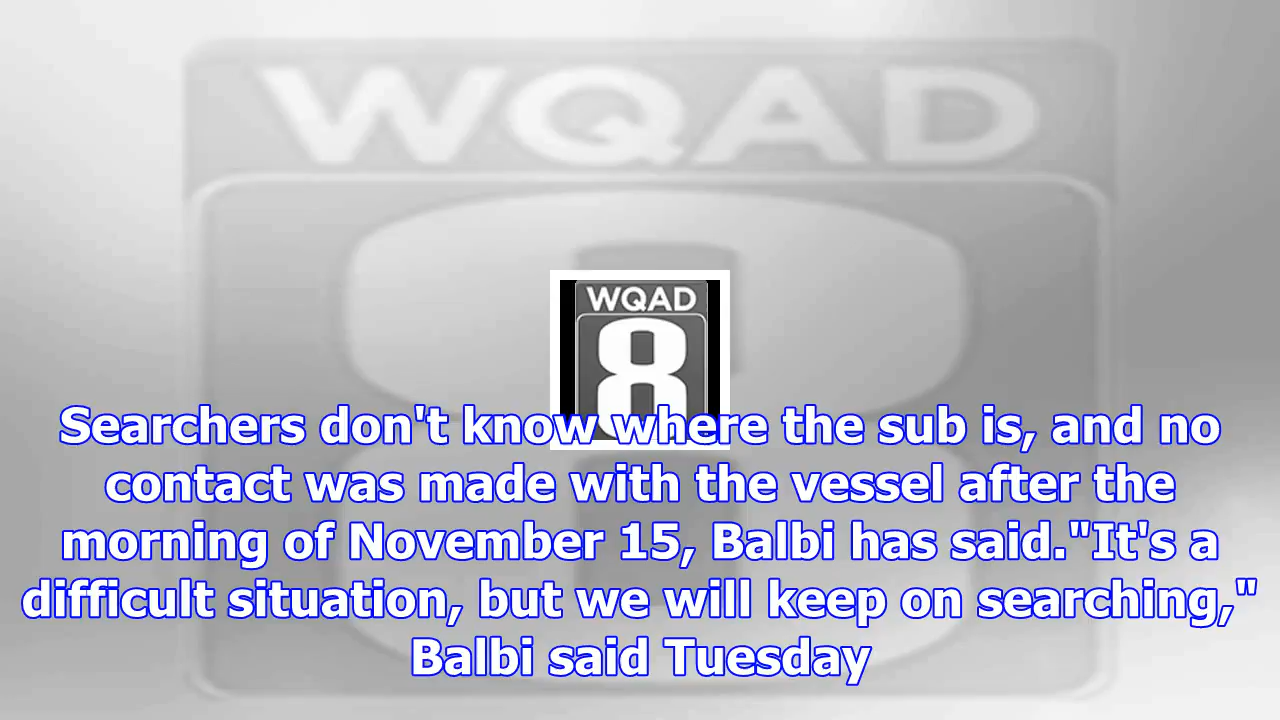 WQAD
WQAD
8
Searchers don't know where the sub is, and no
contact was made with the vessel after the
morning of November 15, Balbi has said."It's a
difficult situation, but we will keep on searching,"
Balbi said Tuesday